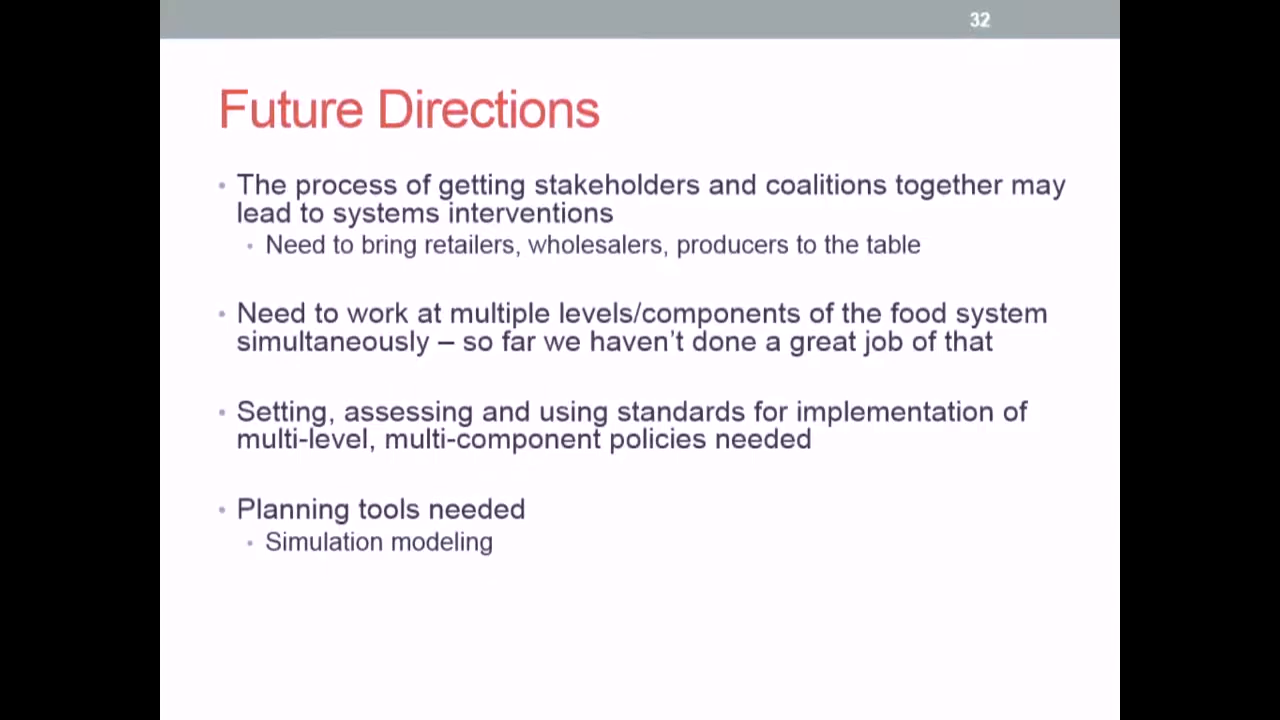 32
Future Directions
• The process of getting stakeholders and coalitions together may
lead to systems interventions
• Need to bring retailers, wholesalers, producers to the table
• Need to work at multiple levels/components of the food system
simultaneously – so far we haven't done a great job of that
• Setting, assessing and using standards for implementation of
multi-level, multi-component policies needed
• Planning tools needed
• Simulation modeling